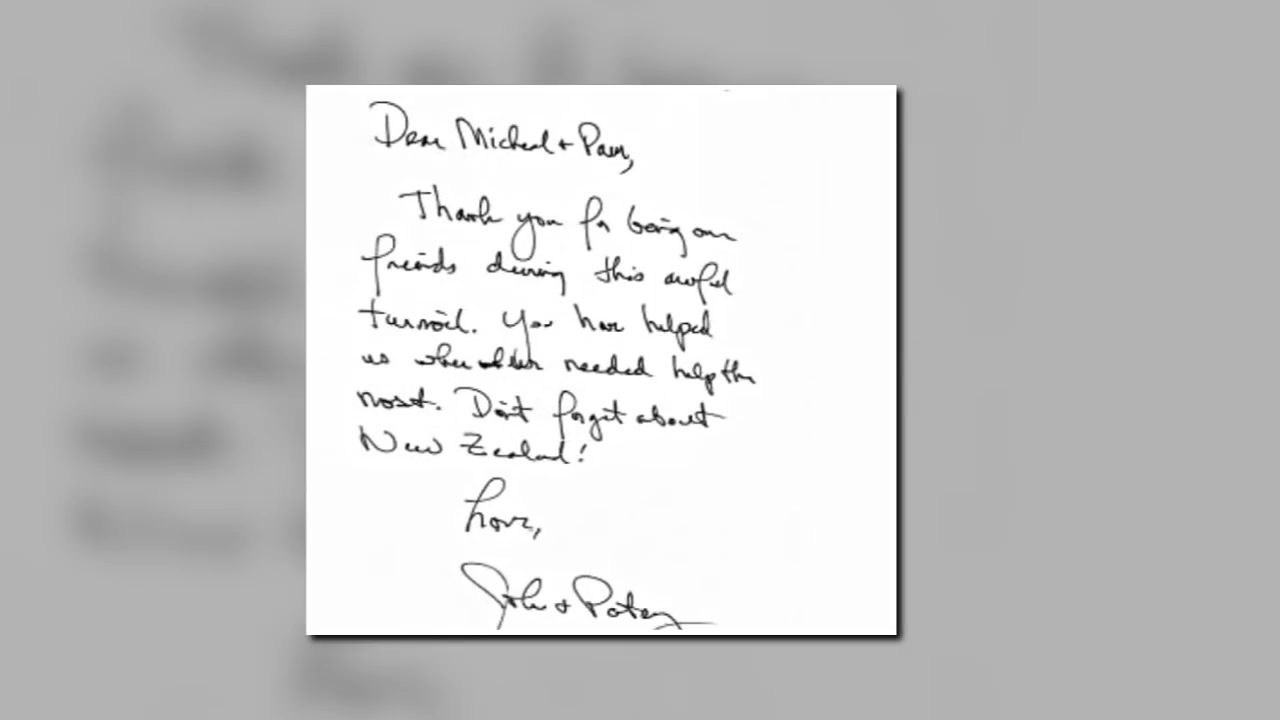 Dear Micheal + Pam,
Thank you for being our
friends during this awful
turmoil. You have helped
us when needed help the
most. Don't forget about
New Zealand!
Love,
John + Patsy